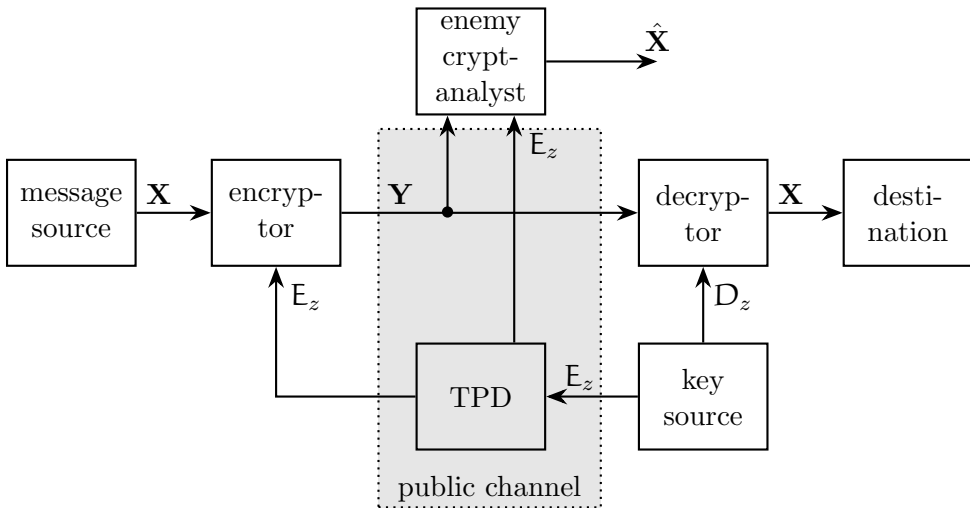 enemy
crypt-
analyst
X̂
E_z
message
source
X
encryp-
tor
Y
decryp-
tor
X
desti-
nation
E_z
D_z
TPD
E_z
key
source
public channel